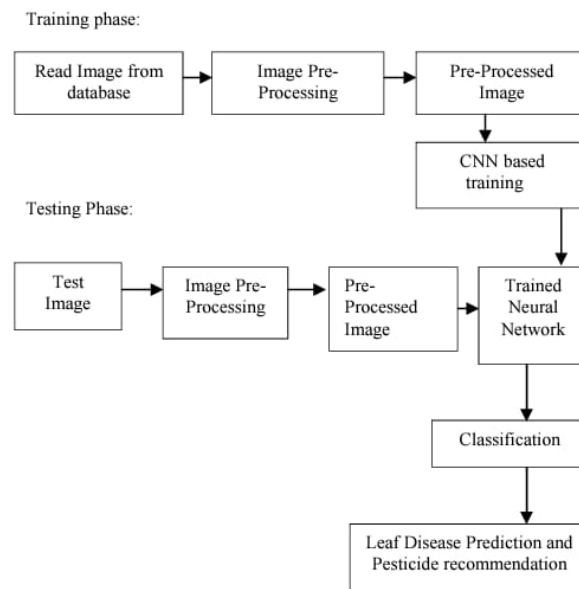 Training phase:
Read Image from
database
Image Pre-
Processing
Pre-Processed
Image
CNN based
training
Testing Phase:
Test
Image
Image Pre-
Processing
Pre-
Processed
Image
Trained
Neural
Network
Classification
Leaf Disease Prediction and
Pesticide recommendation